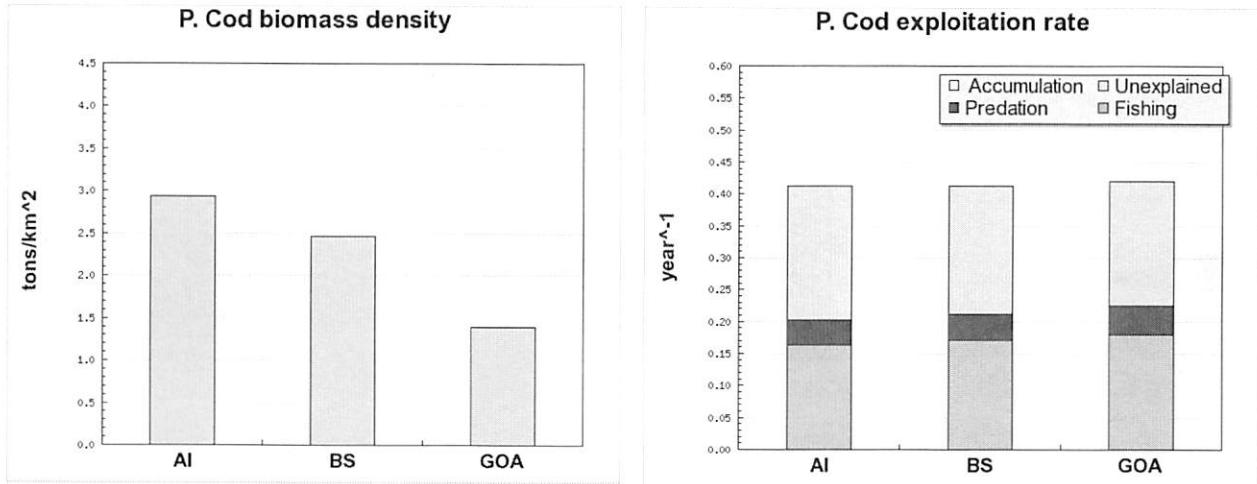 P. Cod biomass density
4.5
4.0
3.5
3.0
2.5
2.0
1.5
1.0
0.5
0.0
tons/km^2
AI BS GOA
P. Cod exploitation rate
0.60
0.55
0.50
0.45
0.40
0.35
0.30
0.25
0.20
0.15
0.10
0.05
0.00
year^-1
Accumulation Unexplained
Predation Fishing
AI BS GOA